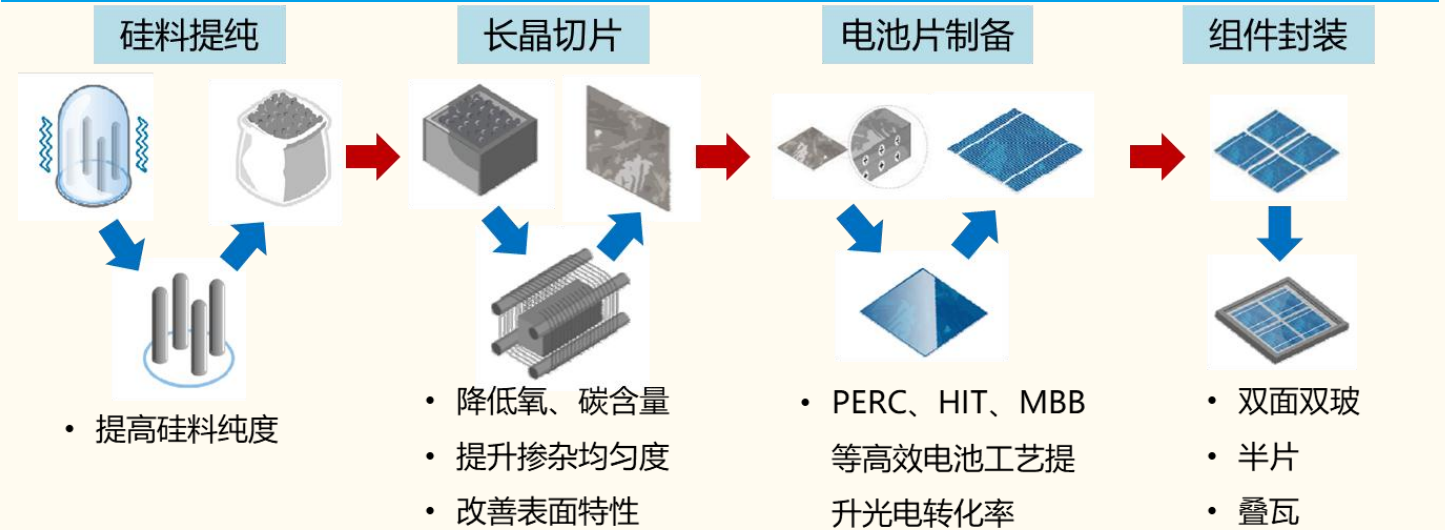 硅料提纯
长晶切片
电池片制备
组件封装
• 提高硅料纯度
• 降低氧、碳含量
• 提升掺杂均匀度
• 改善表面特性
• PERC、HIT、MBB
等高效电池工艺提
升光电转化率
• 双面双玻
• 半片
• 叠瓦